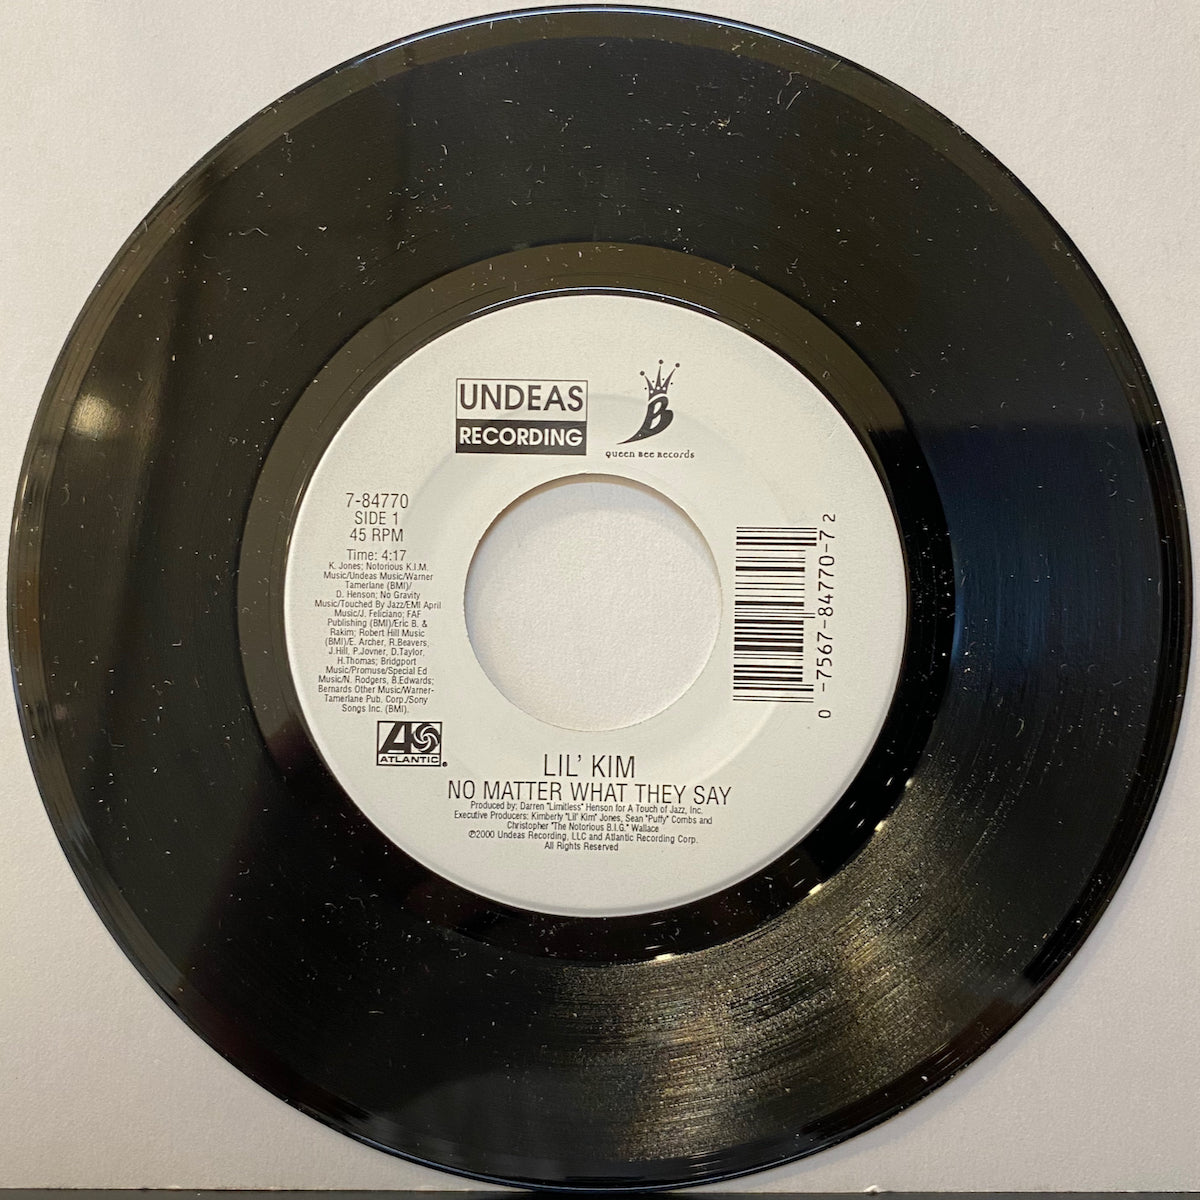 UNDEAS
RECORDING
B
Queen Bee Records
7-84770
SIDE 1
45 RPM
Time: 4:17
K. Jones; Notorious K.I.M.
Music/Undeas Music/Warner
Tamerlane (BMI)/
D. Henson; No Gravity
Music/Touched By Jazz/EMI April
Music/J. Feliciano; FAF
Publishing (BMI)/Eric B. &
Rakim; Robert Hill Music
(BMI)/E. Archer, R.Beavers,
J.Hill, P.Jovner, D.Taylor,
H.Thomas; Bridgport
Music/Promuse/Special Ed
Music/N. Rodgers, B.Edwards;
Bernards Other Music/Warner-
Tamerlane Pub. Corp./Sony
Songs Inc. (BMI).
0 -7567-84770-7 2
A
ATLANTIC®
LIL' KIM
NO MATTER WHAT THEY SAY
Produced by: Darren "Limitless" Henson for A Touch of Jazz, Inc.
Executive Producers: Kimberly "Lil' Kim" Jones, Sean "Puffy" Combs and
Christopher "The Notorious B.I.G." Wallace
℗2000 Undeas Recording, LLC and Atlantic Recording Corp.
All Rights Reserved